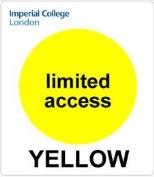 Imperial College
London
limited
access
YELLOW